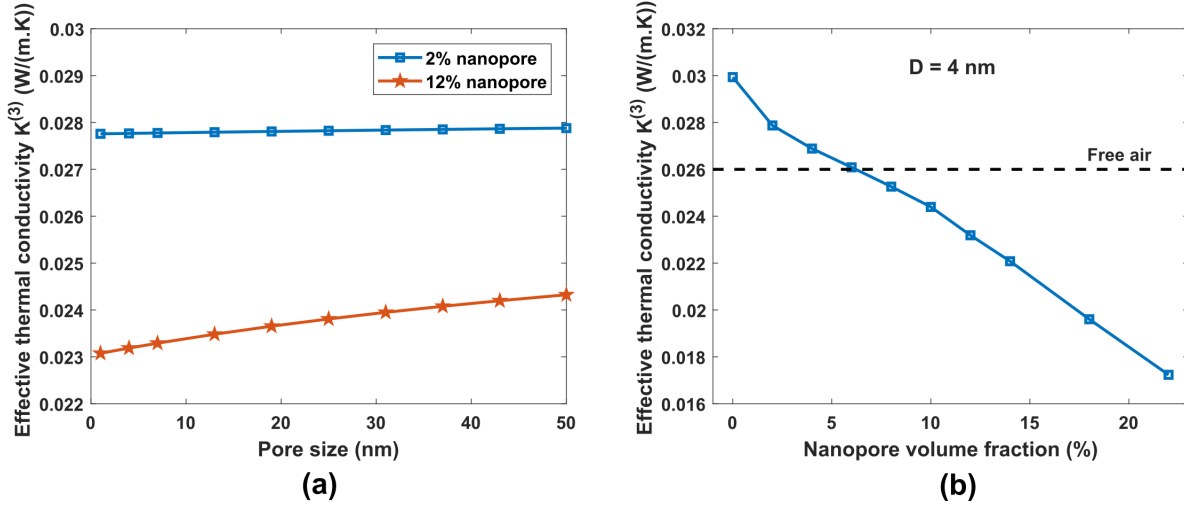 Effective thermal conductivity K^(3) (W/(m.K))
0.03
0.029
0.028
0.027
0.026
0.025
0.024
0.023
0.022
2% nanopore
12% nanopore
0
10
20
30
40
50
Pore size (nm)
(a)
Effective thermal conductivity K^(3) (W/(m.K))
0.032
0.03
0.028
0.026
0.024
0.022
0.02
0.018
0.016
D = 4 nm
Free air
0
5
10
15
20
Nanopore volume fraction (%)
(b)